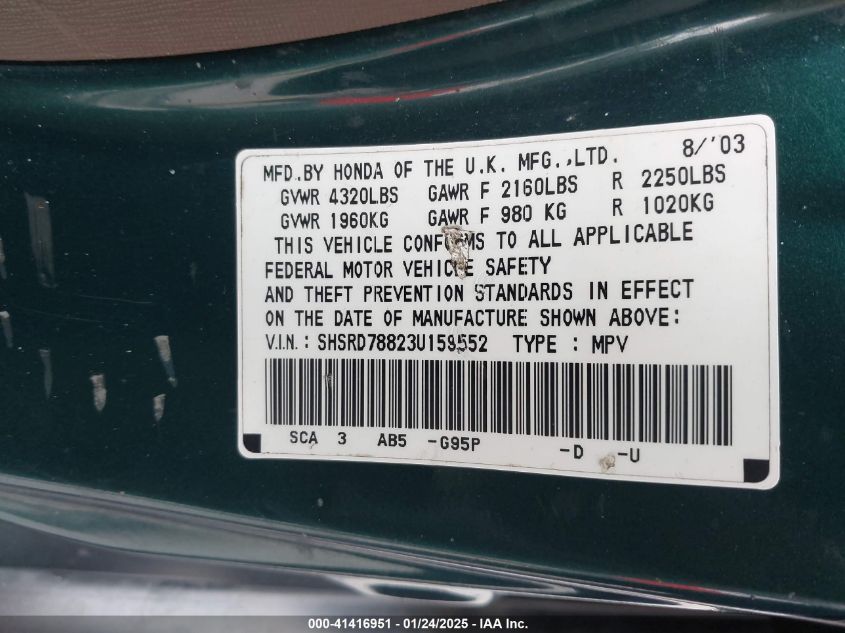 MFD.BY HONDA OF THE U.K. MFG.,LTD. 8/'03
GVWR 4320LBS GAWR F 2160LBS R 2250LBS
GVWR 1960KG GAWR F 980 KG R 1020KG
THIS VEHICLE CONFORMS TO ALL APPLICABLE
FEDERAL MOTOR VEHICLE SAFETY
AND THEFT PREVENTION STANDARDS IN EFFECT
ON THE DATE OF MANUFACTURE SHOWN ABOVE:
V.I.N.: SHSRD78823U159552 TYPE : MPV
SCA 3 AB5 -G95P -D -U
000-41416951 - 01/24/2025 - IAA Inc.